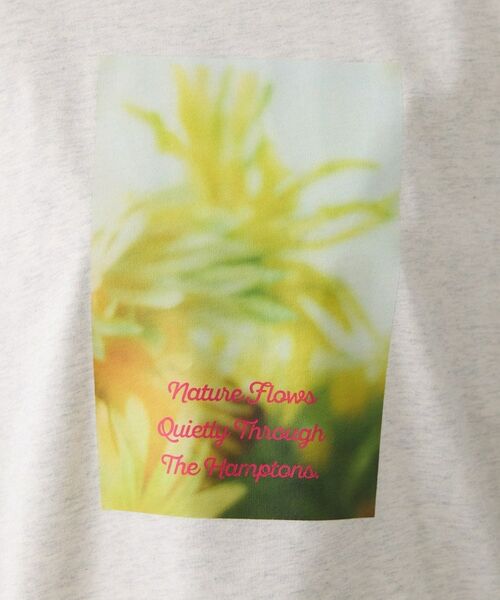 Nature Flows
Quietly Through
The Hamptons.